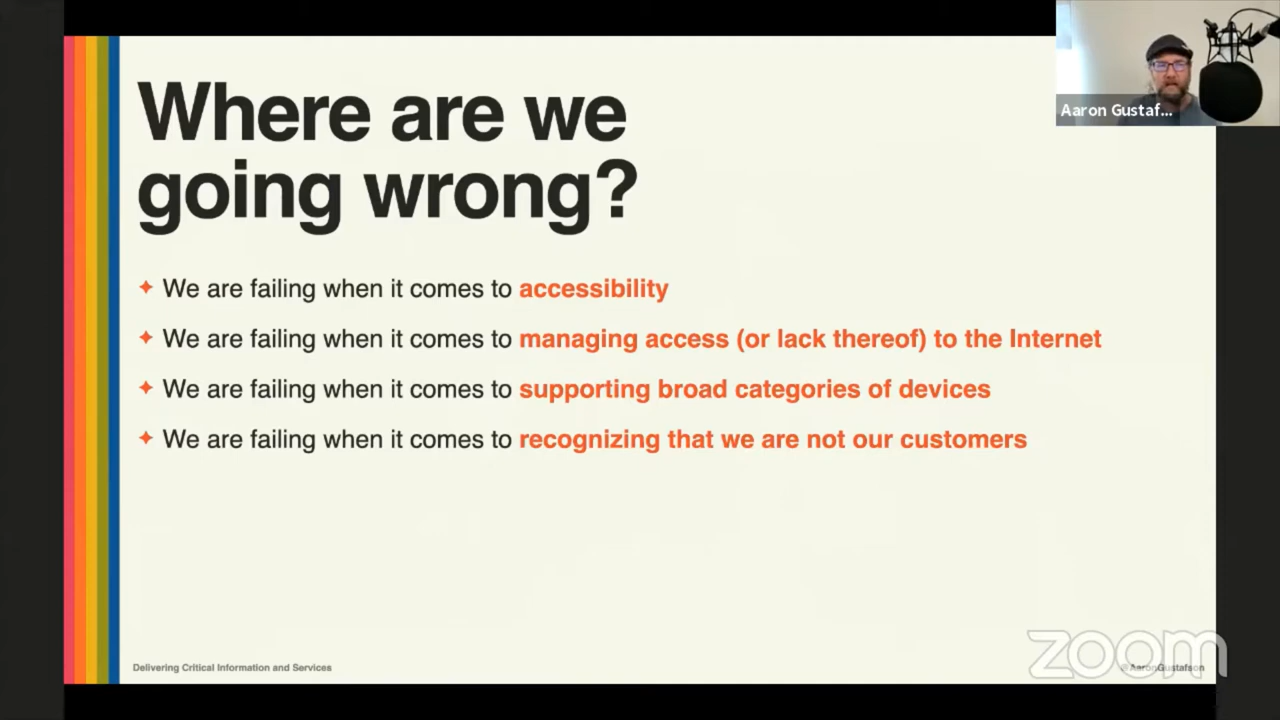 Where are we
going wrong?
✦ We are failing when it comes to accessibility
✦ We are failing when it comes to managing access (or lack thereof) to the Internet
✦ We are failing when it comes to supporting broad categories of devices
✦ We are failing when it comes to recognizing that we are not our customers
Aaron Gustaf...
Delivering Critical Information and Services
@AaronGustafson
zoom